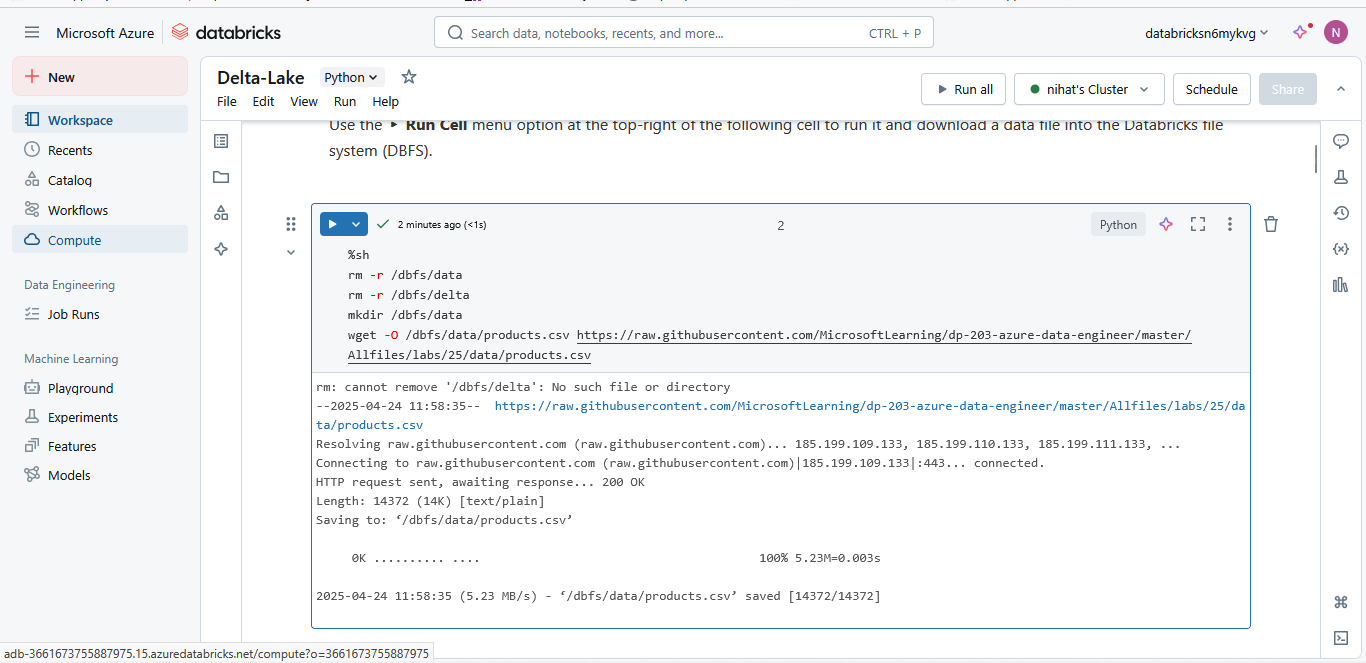 Microsoft Azure
databricks
Search data, notebooks, recents, and more...
CTRL + P
databricksn6mykvg
N
New
Workspace
Recents
Catalog
Workflows
Compute
Data Engineering
Job Runs
Machine Learning
Playground
Experiments
Features
Models
Delta-Lake
Python
File
Edit
View
Run
Help
Run all
nihat's Cluster
Schedule
Share
Use the ▸ Run Cell menu option at the top-right of the following cell to run it and download a data file into the Databricks file
system (DBFS).
2 minutes ago (<1s)
2
Python
%sh
rm -r /dbfs/data
rm -r /dbfs/delta
mkdir /dbfs/data
wget -O /dbfs/data/products.csv https://raw.githubusercontent.com/MicrosoftLearning/dp-203-azure-data-engineer/master/
Allfiles/labs/25/data/products.csv
rm: cannot remove '/dbfs/delta': No such file or directory
--2025-04-24 11:58:35--  https://raw.githubusercontent.com/MicrosoftLearning/dp-203-azure-data-engineer/master/Allfiles/labs/25/da
ta/products.csv
Resolving raw.githubusercontent.com (raw.githubusercontent.com)... 185.199.109.133, 185.199.110.133, 185.199.111.133, ...
Connecting to raw.githubusercontent.com (raw.githubusercontent.com)|185.199.109.133|:443... connected.
HTTP request sent, awaiting response... 200 OK
Length: 14372 (14K) [text/plain]
Saving to: ‘/dbfs/data/products.csv’
0K .......... .... 100% 5.23M=0.003s
2025-04-24 11:58:35 (5.23 MB/s) - ‘/dbfs/data/products.csv’ saved [14372/14372]
adb-3661673755887975.15.azuredatabricks.net/compute?o=3661673755887975